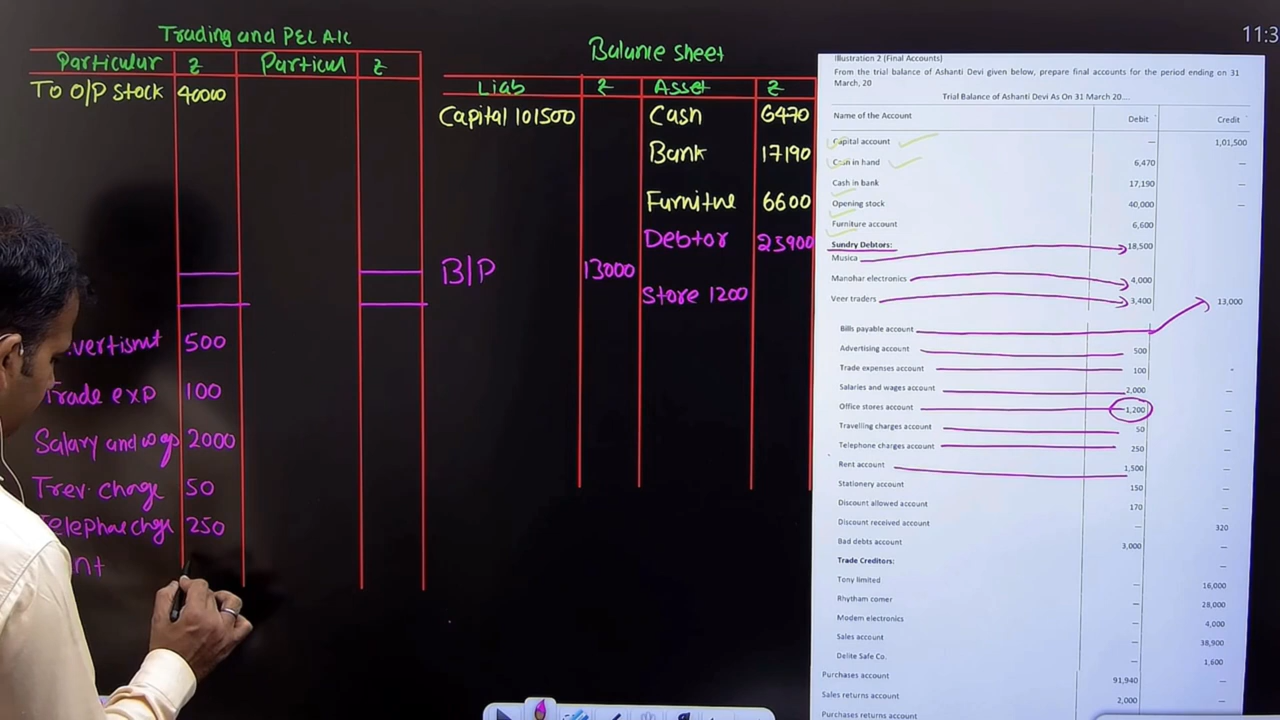 11:3
Trading and P&L A/C
Particular ₹ Particul ₹
To O/P stock 40000
vertismt 500
Trade exp 100
Salary and wgs 2000
Trev. charge 50
Telephone chrge 250
nt
Balance sheet
Liab ₹ Asset ₹
Capital 101500 Cash 6470
Bank 17190
Furnitue 6600
Debtor 25900
B/P 13000
Store 1200
Illustration 2 (Final Accounts)
From the trial balance of Ashanti Devi given below, prepare final accounts for the period ending on 31
March, 20
Trial Balance of Ashanti Devi As On 31 March 20....
Name of the Account Debit Credit
Capital account — 1,01,500
Cash in hand 6,470 —
Cash in bank 17,190 —
Opening stock 40,000 —
Furniture account 6,600
Sundry Debtors: 18,500
Musica
Manohar electronics 4,000
Veer traders 3,400 13,000
Bills payable account
Advertising account 500
Trade expenses account 100
Salaries and wages account 2,000 —
Office stores account 1,200 —
Travelling charges account 50 —
Telephone charges account 250 —
Rent account 1,500 —
Stationery account 150 —
Discount allowed account 170 —
Discount received account 320
Bad debts account 3,000 —
Trade Creditors:
Tony limited — 16,000
Rhytham corner — 28,000
Modern electronics — 4,000
Sales account — 38,900
Delite Safe Co. — 1,600
Purchases account 91,940 —
Sales returns account 2,000 —
Purchases returns account